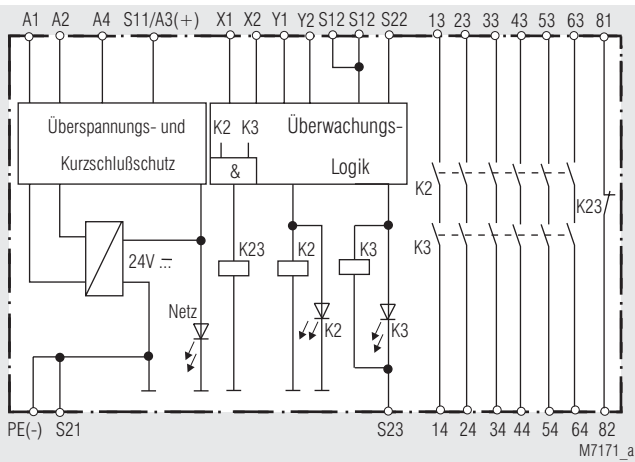 A1 A2 A4 S11/A3(+) X1 X2 Y1 Y2 S12 S12 S22 13 23 33 43 53 63 81
Überspannungs- und
Kurzschlußschutz
K2 K3
&
Überwachungs-
Logik
K2
K23
K3
24V
K23
K2
K3
Netz
K2
K3
PE(-) S21 S23 14 24 34 44 54 64 82
M7171_a